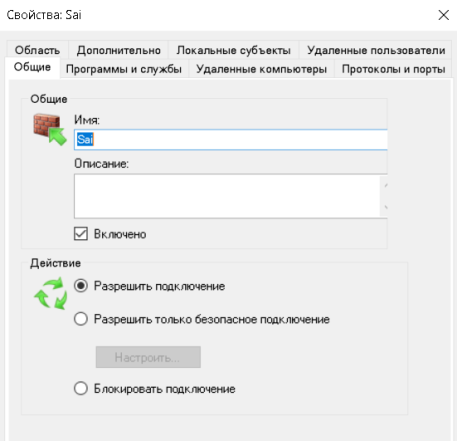 Свойства: Sai
Область Дополнительно Локальные субъекты Удаленные пользователи
Общие Программы и службы Удаленные компьютеры Протоколы и порты
Общие
Имя:
Sai
Описание:
Включено
Действие
Разрешить подключение
Разрешить только безопасное подключение
Настроить...
Блокировать подключение